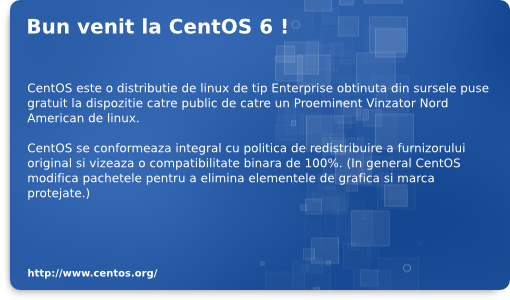 Bun venit la CentOS 6 !
CentOS este o distributie de linux de tip Enterprise obtinuta din sursele puse
gratuit la dispozitie catre public de catre un Proeminent Vinzator Nord
American de linux.
CentOS se conformeaza integral cu politica de redistribuire a furnizorului
original si vizeaza o compatibilitate binara de 100%. (In general CentOS
modifica pachetele pentru a elimina elementele de grafica si marca
protejate.)
http://www.centos.org/